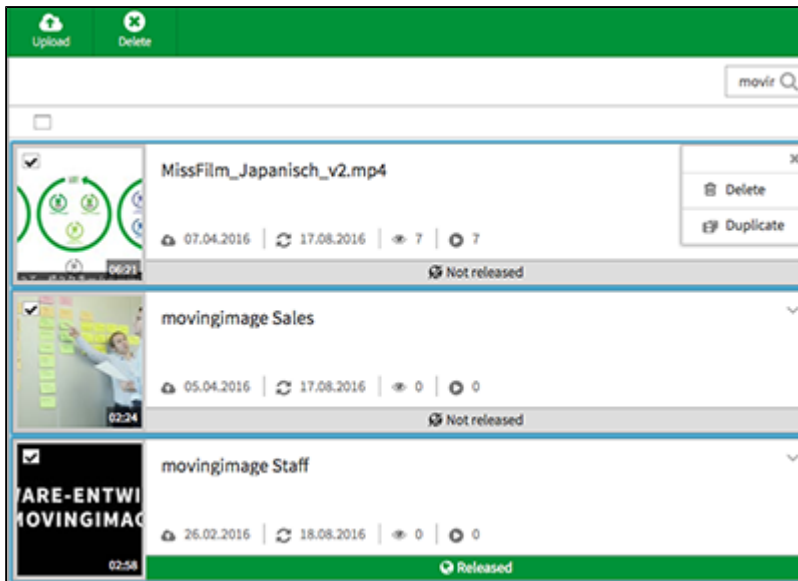 Upload
Delete
movir
MissFilm_Japanisch_v2.mp4
Delete
Duplicate
07.04.2016 17.08.2016 7 7
06:21
Not released
movingimage Sales
05.04.2016 17.08.2016 0 0
02:24
Not released
movingimage Staff
ARE-ENTWI
MOVINGIMAG
26.02.2016 18.08.2016 0 0
02:58
Released